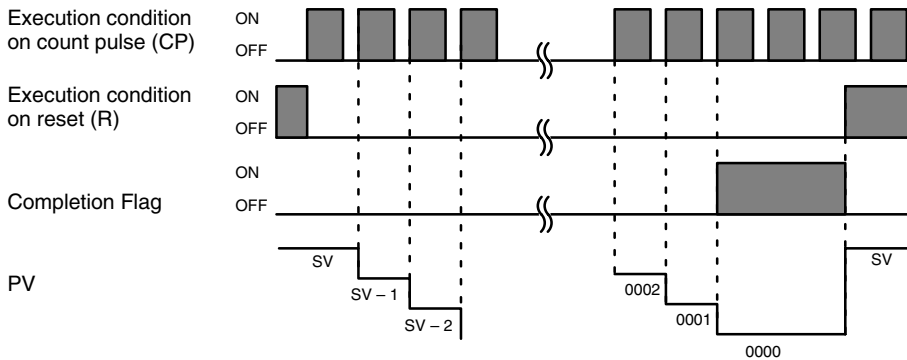 Execution condition
on count pulse (CP)
ON
OFF
Execution condition
on reset (R)
ON
OFF
Completion Flag
ON
OFF
PV
SV
SV – 1
SV – 2
0002
0001
0000
SV